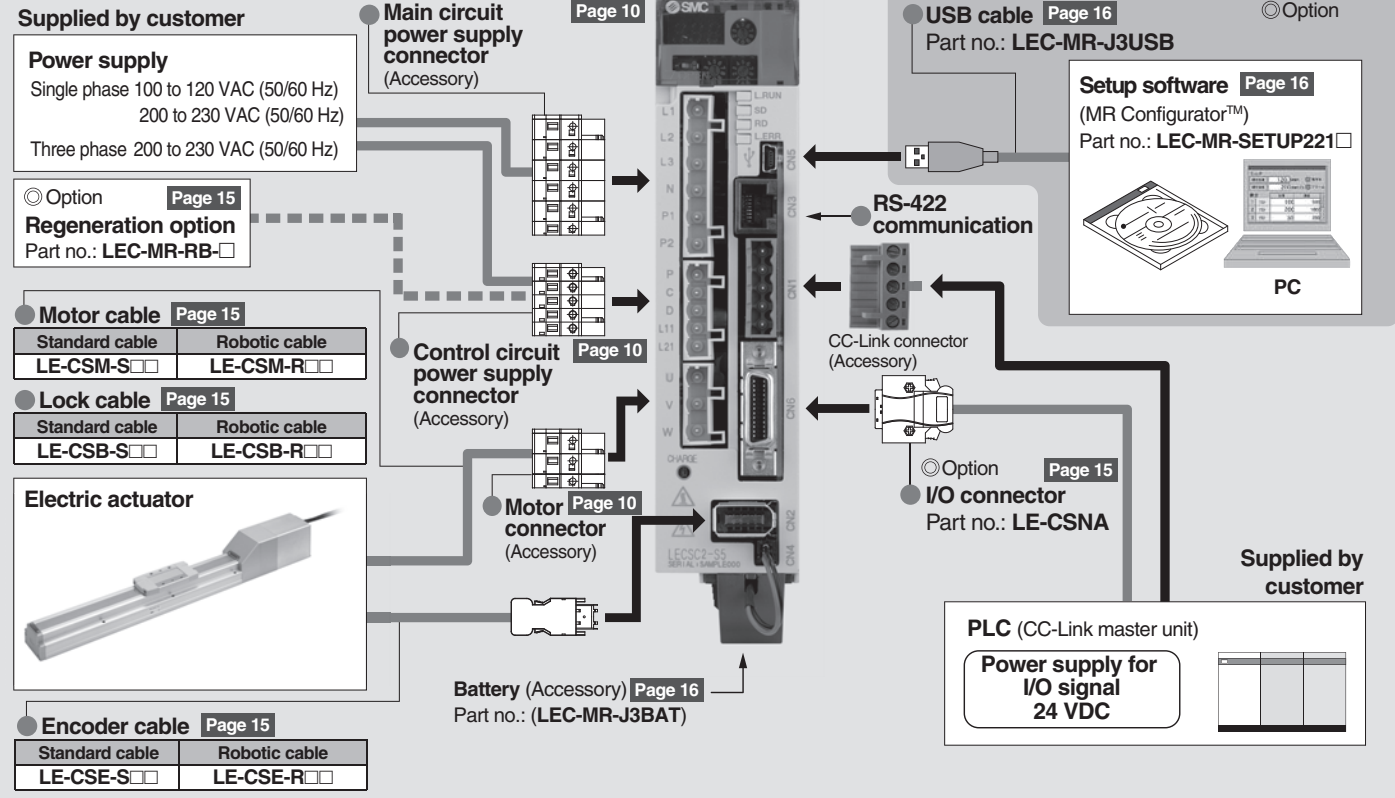 Supplied by customer
Power supply
Single phase 100 to 120 VAC (50/60 Hz)
200 to 230 VAC (50/60 Hz)
Three phase 200 to 230 VAC (50/60 Hz)
◎Option Page 15
Regeneration option
Part no.: LEC-MR-RB-□
Motor cable Page 15
Standard cable Robotic cable
LE-CSM-S□□ LE-CSM-R□□
Lock cable Page 15
Standard cable Robotic cable
LE-CSB-S□□ LE-CSB-R□□
Electric actuator
Encoder cable Page 15
Standard cable Robotic cable
LE-CSE-S□□ LE-CSE-R□□
Main circuit Page 10
power supply
connector
(Accessory)
Control circuit Page 10
power supply
connector
(Accessory)
Motor Page 10
connector
(Accessory)
Battery (Accessory) Page 16
Part no.: (LEC-MR-J3BAT)
SMC
L.RUN
SD
RD
L.ERR
L1
L2
L3
N
P1
P2
P
C
D
L11
L21
U
V
W
CHARGE
CN5
CN3
CN1
CN6
CN2
CN4
LECSC2-S5
SERIAL:SAMPLE000
USB cable Page 16
Part no.: LEC-MR-J3USB
◎Option
Setup software Page 16
(MR Configurator™)
Part no.: LEC-MR-SETUP221□
PC
RS-422
communication
CC-Link connector
(Accessory)
◎Option Page 15
I/O connector
Part no.: LE-CSNA
Supplied by
customer
PLC (CC-Link master unit)
Power supply for
I/O signal
24 VDC